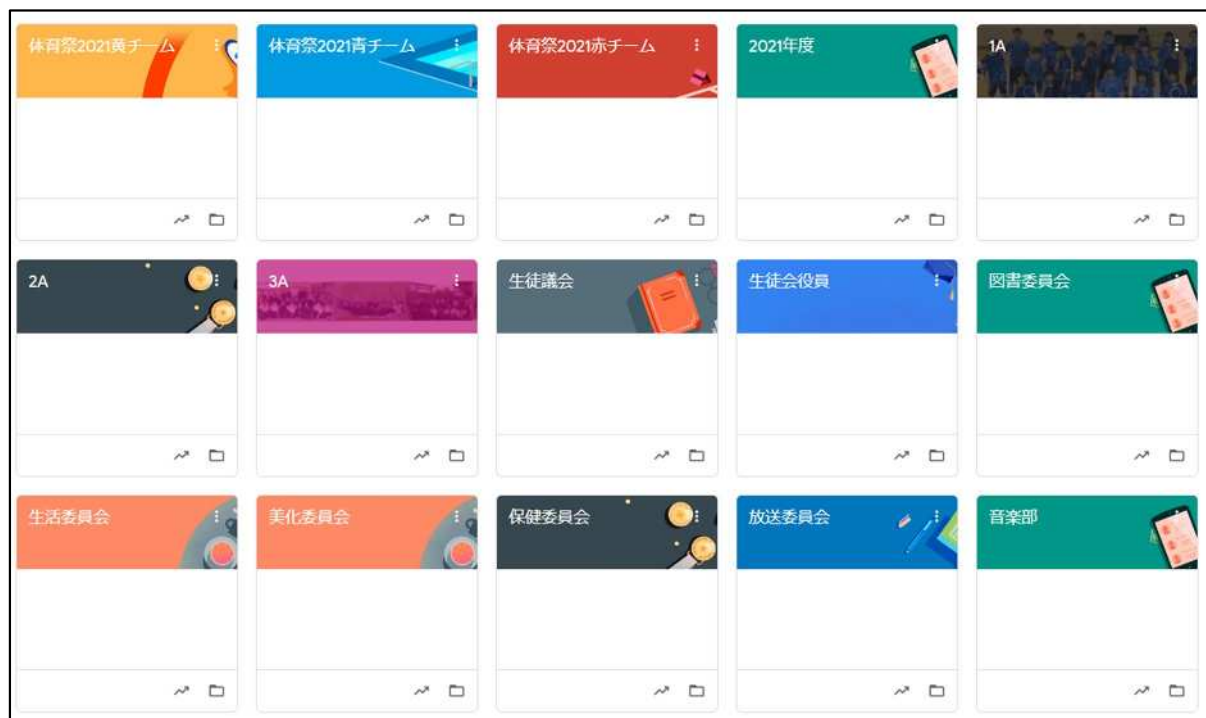 体育祭2021黄チーム
体育祭2021青チーム
体育祭2021赤チーム
2021年度
1A
2A
3A
生徒議会
生徒会役員
図書委員会
生活委員会
美化委員会
保健委員会
放送委員会
音楽部